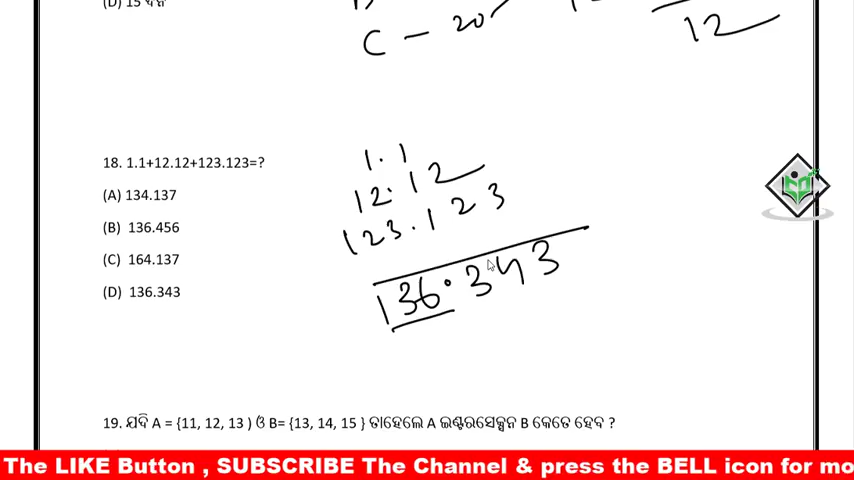 (D) 15 ଦିନ
C - 20
12
18. 1.1+12.12+123.123=?
(A) 134.137
(B) 136.456
(C) 164.137
(D) 136.343
1.1
12.12
123.123
136.343
19. ଯଦି A = {11, 12, 13 ) ଓ B= {13, 14, 15 } ତାହେଲେ A ଇଣ୍ଟରସେକ୍ସନ B କେତେ ହେବ ?
The LIKE Button , SUBSCRIBE The Channel & press the BELL icon for mo